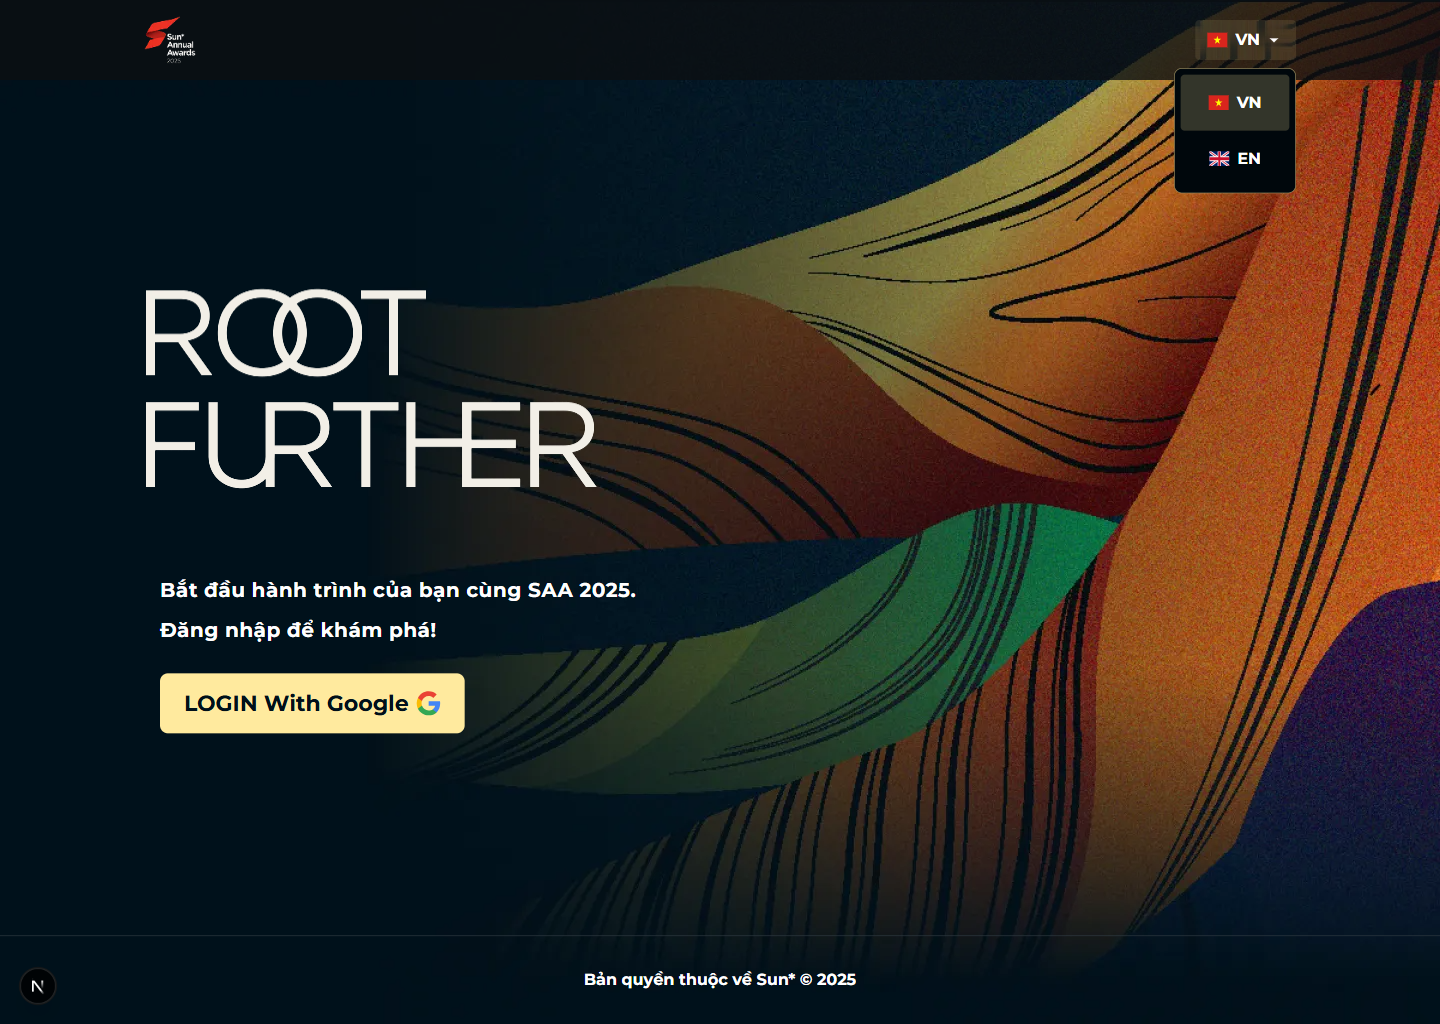 Sun*
Annual
Awards
2025
VN
VN
EN
ROOT
FURTHER
Bắt đầu hành trình của bạn cùng SAA 2025.
Đăng nhập để khám phá!
LOGIN With Google
Bản quyền thuộc về Sun* © 2025
N